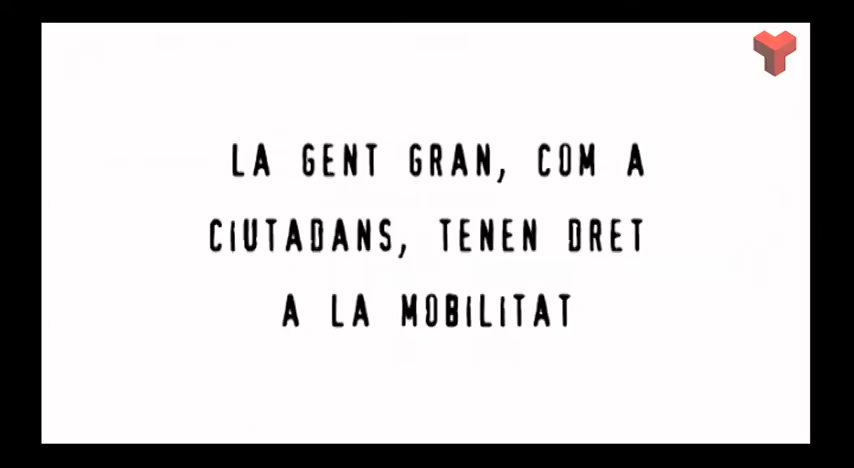 LA GENT GRAN, COM A
CIUTADANS, TENEN DRET
A LA MOBILITAT